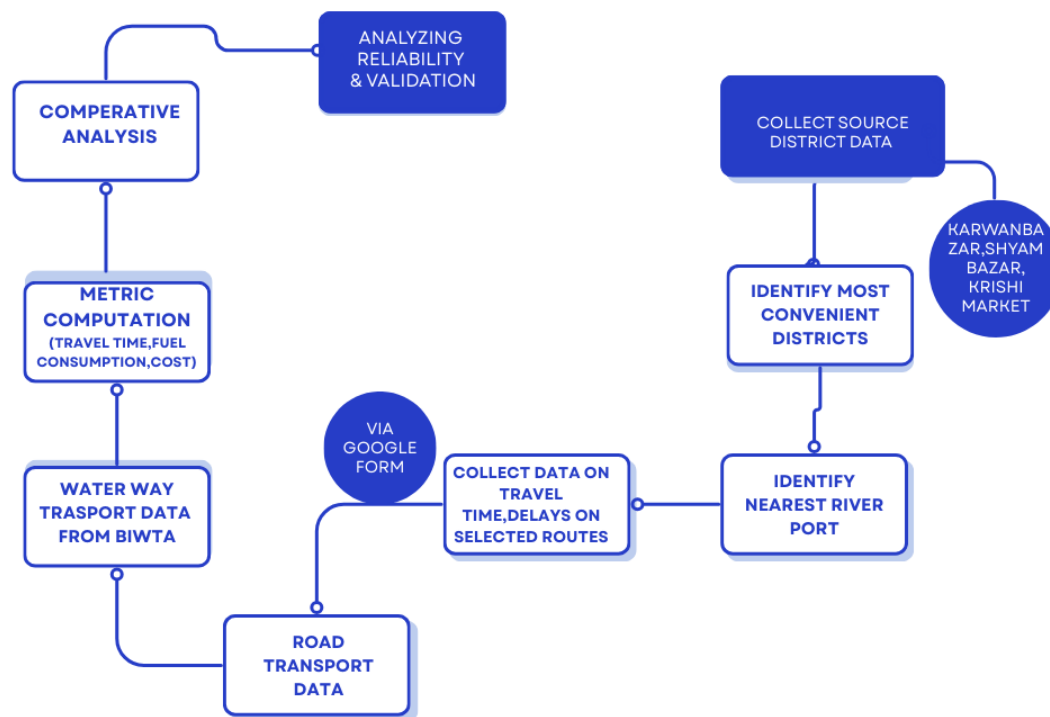 ANALYZING
RELIABILITY
& VALIDATION
COMPERATIVE
ANALYSIS
COLLECT SOURCE
DISTRICT DATA
KARWANBA
ZAR,SHYAM
BAZAR,
KRISHI
MARKET
METRIC
COMPUTATION
(TRAVEL TIME,FUEL
CONSUMPTION,COST)
IDENTIFY MOST
CONVENIENT
DISTRICTS
VIA
GOOGLE
FORM
WATER WAY
TRASPORT DATA
FROM BIWTA
COLLECT DATA ON
TRAVEL
TIME,DELAYS ON
SELECTED ROUTES
IDENTIFY
NEAREST RIVER
PORT
ROAD
TRANSPORT
DATA